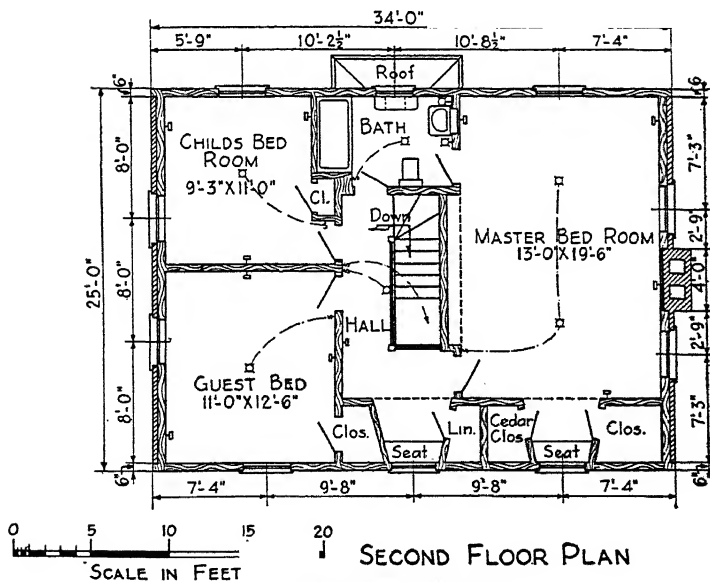 34'-0"
5'-9" 10'-2½" 10'-8½" 7'-4"
Roof
6" 6"
BATH
CHILDS BED
ROOM
9'-3"X11'-0"
8'-0" 7'-3"
Cl.
Down
MASTER BED ROOM
13'-0"X19'-6"
2'-9"
25'-0" 8'-0" 4'-0"
HALL
2'-9"
GUEST BED
11'-0"X12'-6"
8'-0" 7'-3"
Clos. Lin. Cedar Clos.
Clos.
Seat Seat
6" 6"
7'-4" 9'-8" 9'-8" 7'-4"
0 5 10 15 20
SCALE IN FEET
SECOND FLOOR PLAN